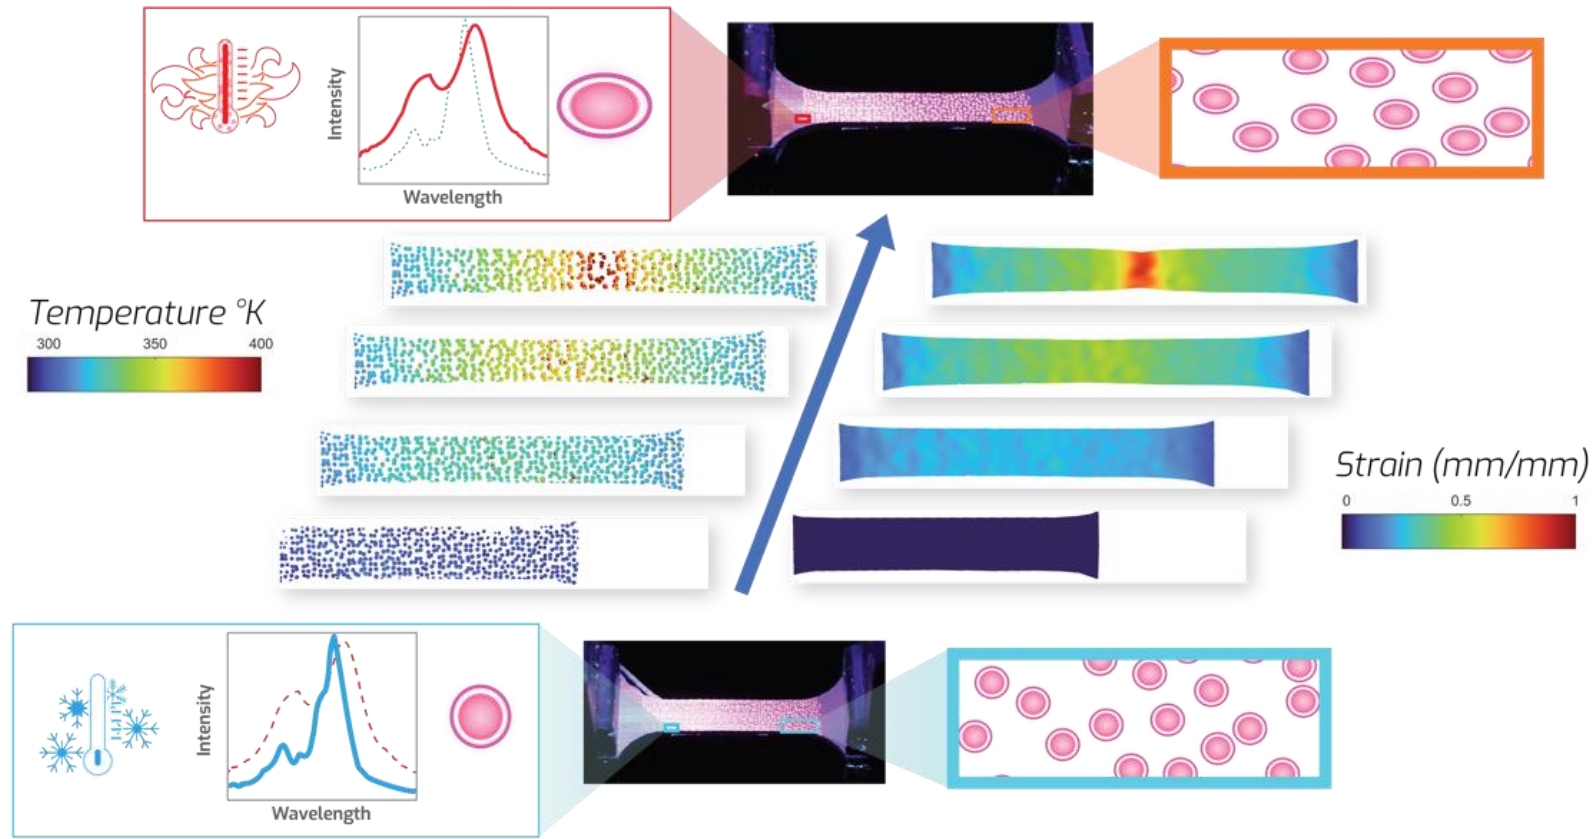 Intensity
Wavelength
Temperature °K
300 350 400
Strain (mm/mm)
0 0.5 1
Intensity
Wavelength